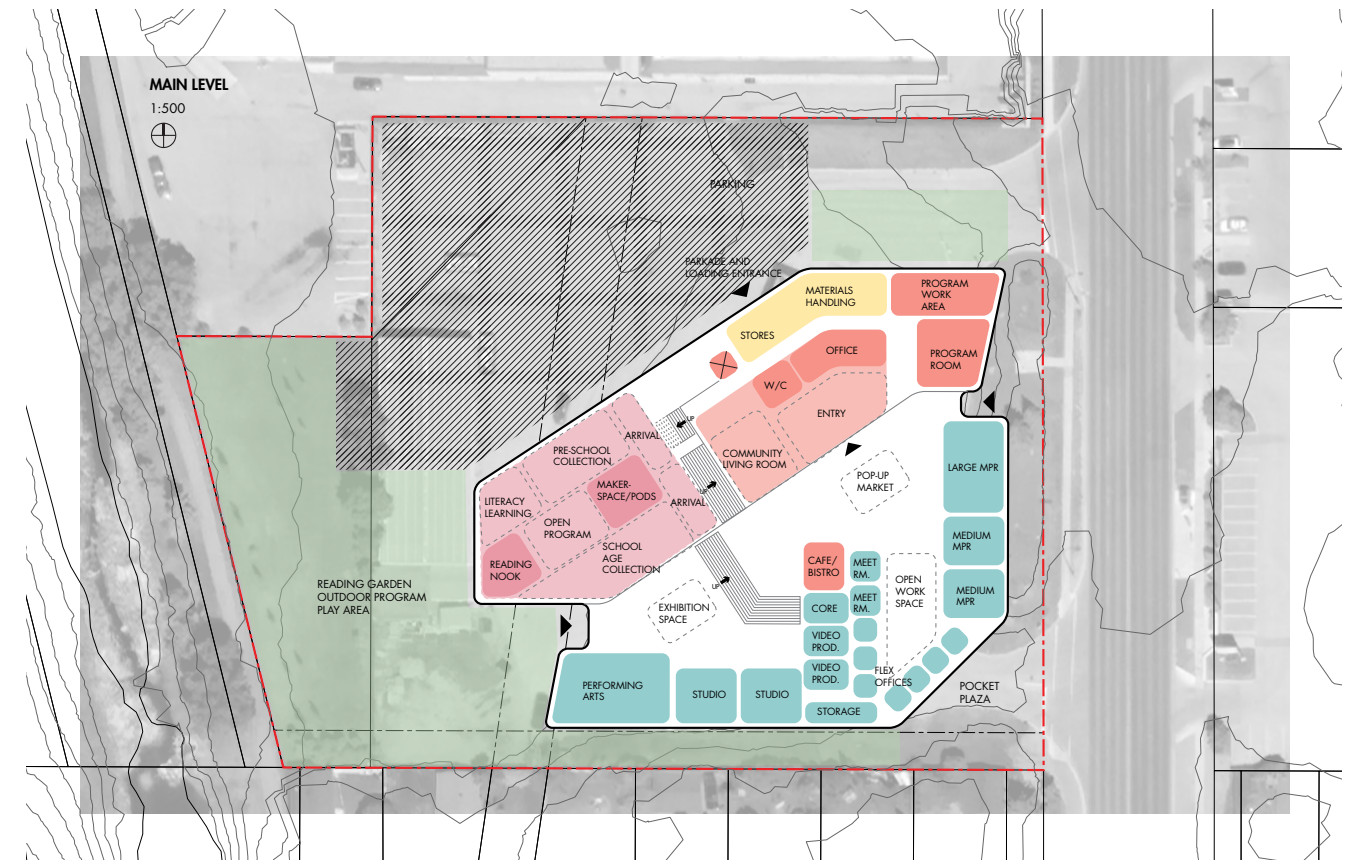 MAIN LEVEL
1:500
PARKING
PARKADE AND
LOADING ENTRANCE
MATERIALS
HANDLING
PROGRAM
WORK
AREA
STORES
OFFICE
PROGRAM
ROOM
W/C
ENTRY
UP
ARRIVAL
PRE-SCHOOL
COLLECTION
COMMUNITY
LIVING ROOM
LARGE MPR
POP-UP
MARKET
MAKER-
SPACE/PODS
UP
LITERACY
LEARNING
ARRIVAL
OPEN
PROGRAM
SCHOOL
AGE
COLLECTION
MEDIUM
MPR
READING
NOOK
CAFE/
BISTRO
MEET
RM.
OPEN
WORK
SPACE
READING GARDEN
OUTDOOR PROGRAM
PLAY AREA
UP
MEDIUM
MPR
EXHIBITION
SPACE
CORE
MEET
RM.
VIDEO
PROD.
VIDEO
PROD.
FLEX
OFFICES
PERFORMING
ARTS
STUDIO
STUDIO
POCKET
PLAZA
STORAGE